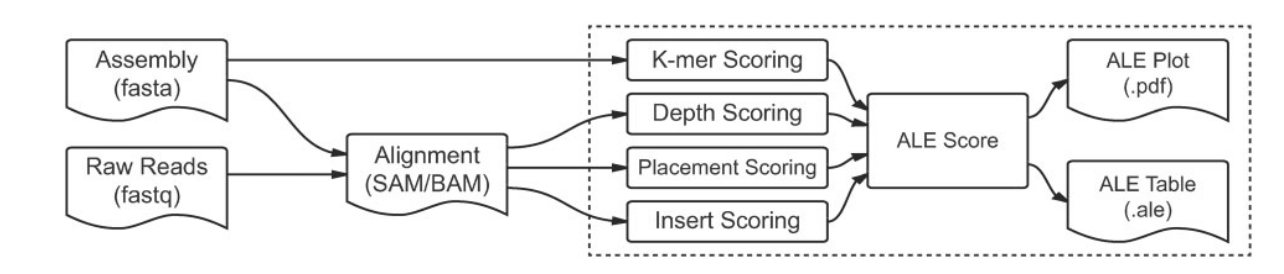 Assembly
(fasta)
Raw Reads
(fastq)
Alignment
(SAM/BAM)
K-mer Scoring
Depth Scoring
Placement Scoring
Insert Scoring
ALE Score
ALE Plot
(.pdf)
ALE Table
(.ale)